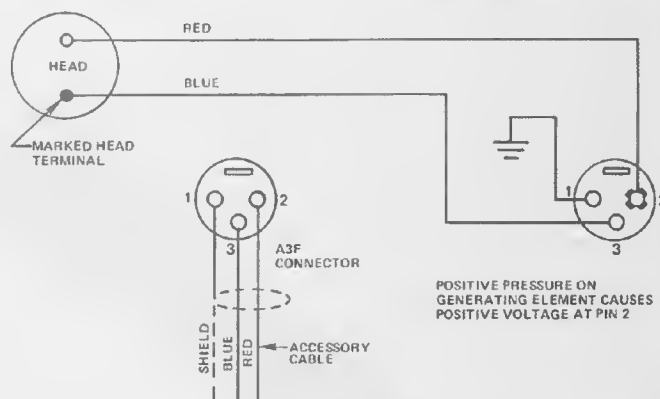 RED
HEAD
BLUE
MARKED HEAD
TERMINAL
1
2
3
1
3
A3F
CONNECTOR
POSITIVE PRESSURE ON
GENERATING ELEMENT CAUSES
POSITIVE VOLTAGE AT PIN 2
SHIELD
BLUE
RED
ACCESSORY
CABLE